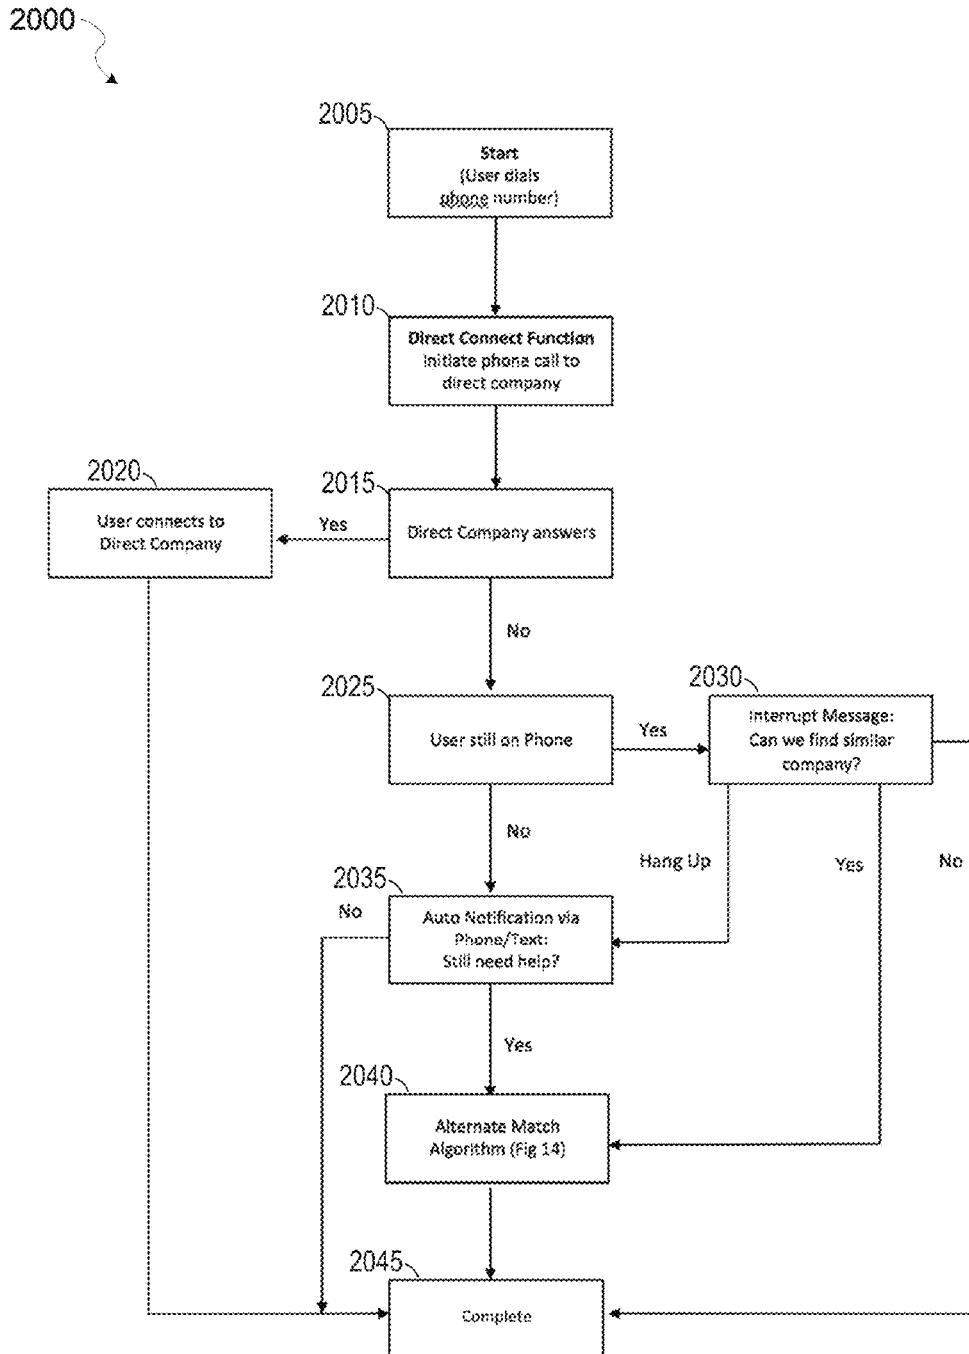 2000
2005
Start
(User dials
phone number)
2010
Direct Connect Function
Initiate phone call to
direct company
2020
2015
User connects to
Direct Company
Yes
Direct Company answers
No
2025
2030
User still on Phone
Yes
Interrupt Message:
Can we find similar
company?
No
Hang Up
Yes
No
2035
No
Auto Notification via
Phone/Text:
Still need help?
Yes
2040
Alternate Match
Algorithm (Fig 14)
2045
Complete